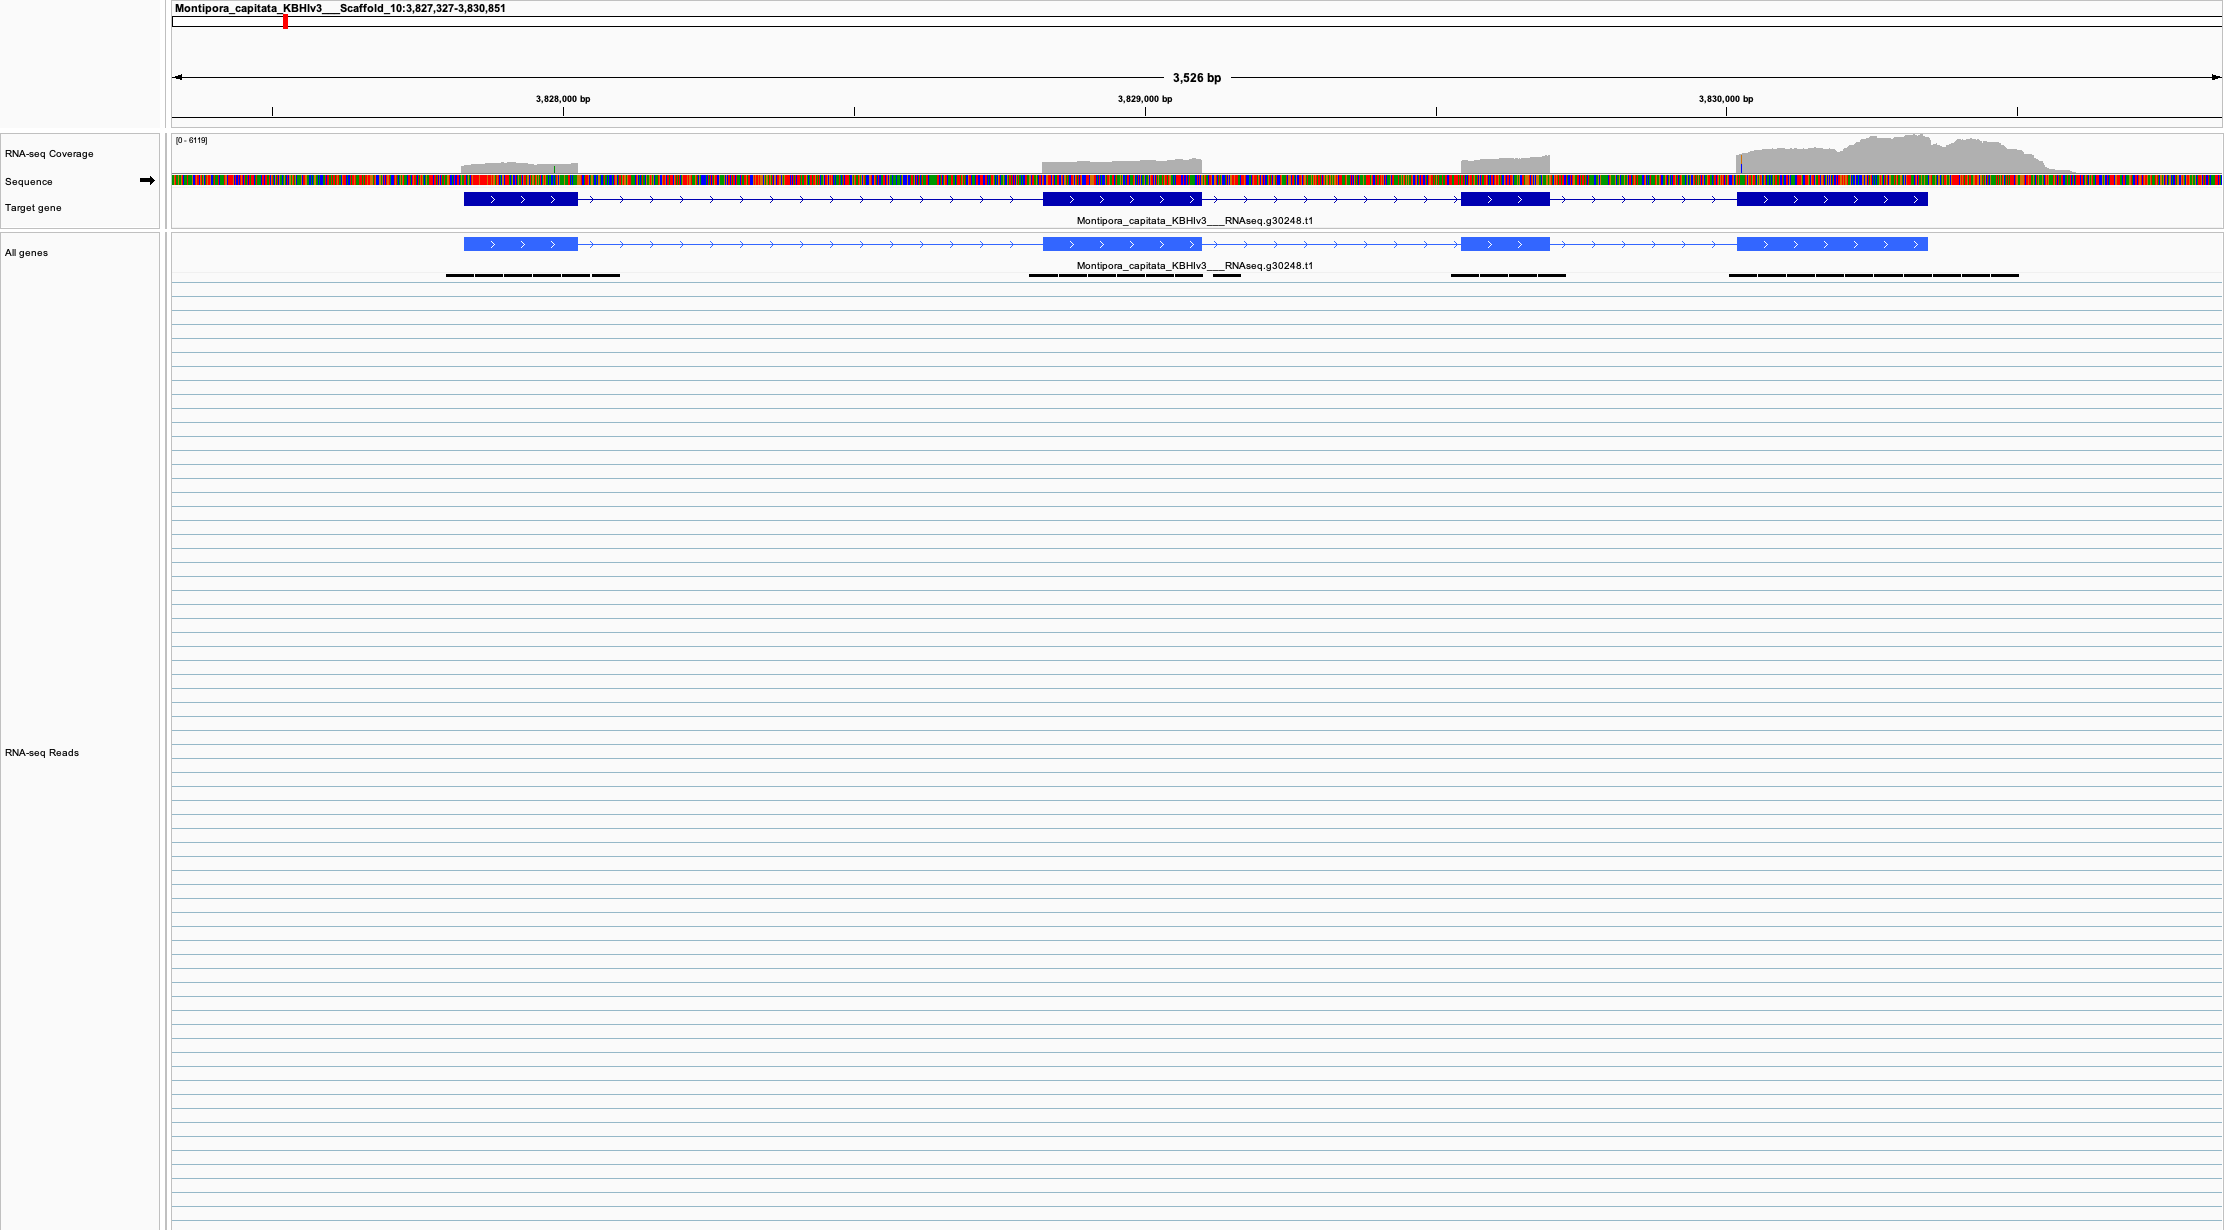 Montipora_capitata_KBHIv3___Scaffold_10:3,827,327-3,830,851
3,526 bp
3,828,000 bp
3,829,000 bp
3,830,000 bp
[0 - 6119]
RNA-seq Coverage
Sequence
Target gene
Montipora_capitata_KBHIv3___RNAseq.g30248.t1
All genes
Montipora_capitata_KBHIv3___RNAseq.g30248.t1
RNA-seq Reads